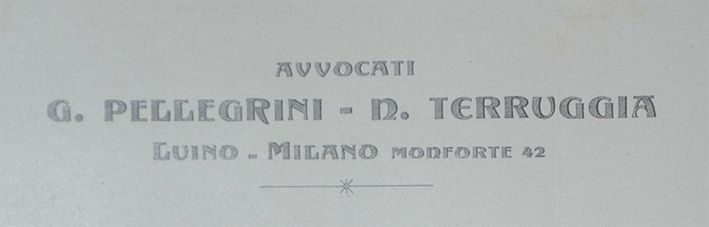 AVVOCATI
G. PELLEGRINI - N. TERRUGGIA
LUINO - MILANO MONFORTE 42